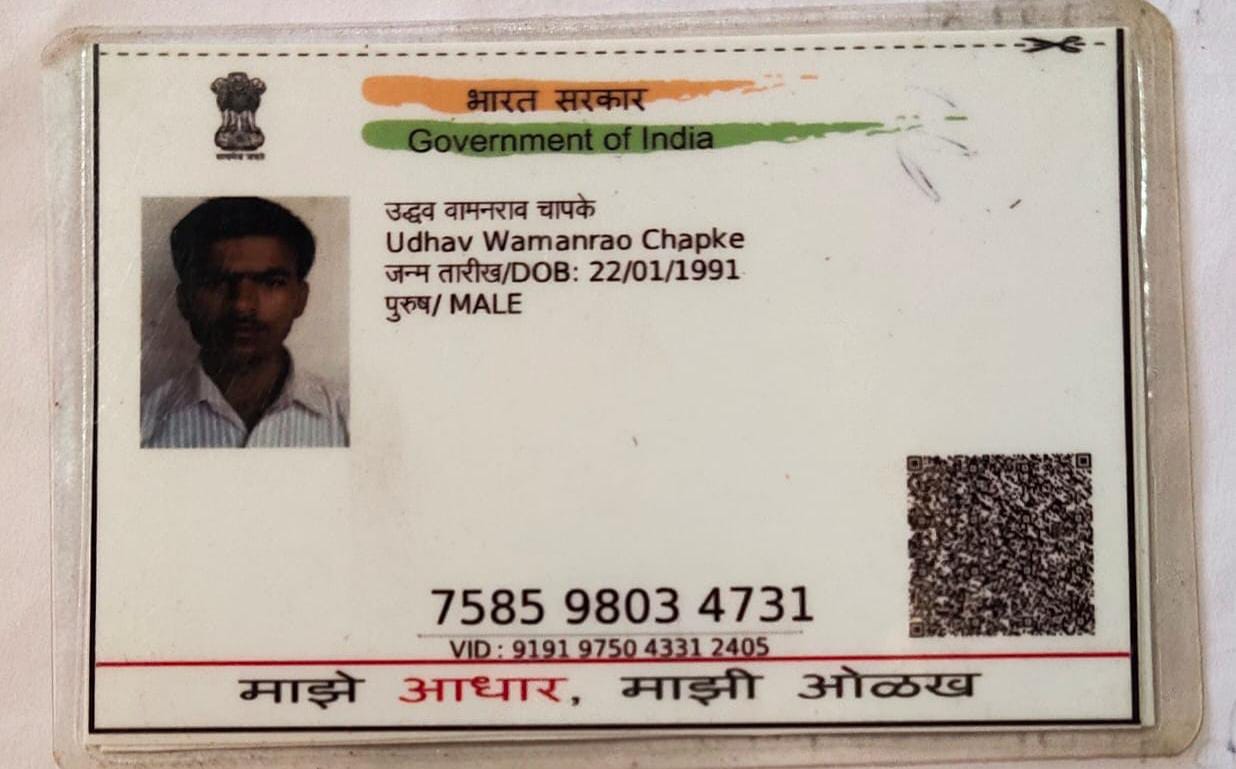 भारत सरकार
Government of India
सत्यमेव जयते
उद्धव वामनराव चापके
Udhav Wamanrao Chapke
जन्म तारीख/DOB: 22/01/1991
पुरुष/ MALE
7585 9803 4731
VID : 9191 9750 4331 2405
माझे आधार, माझी ओळख